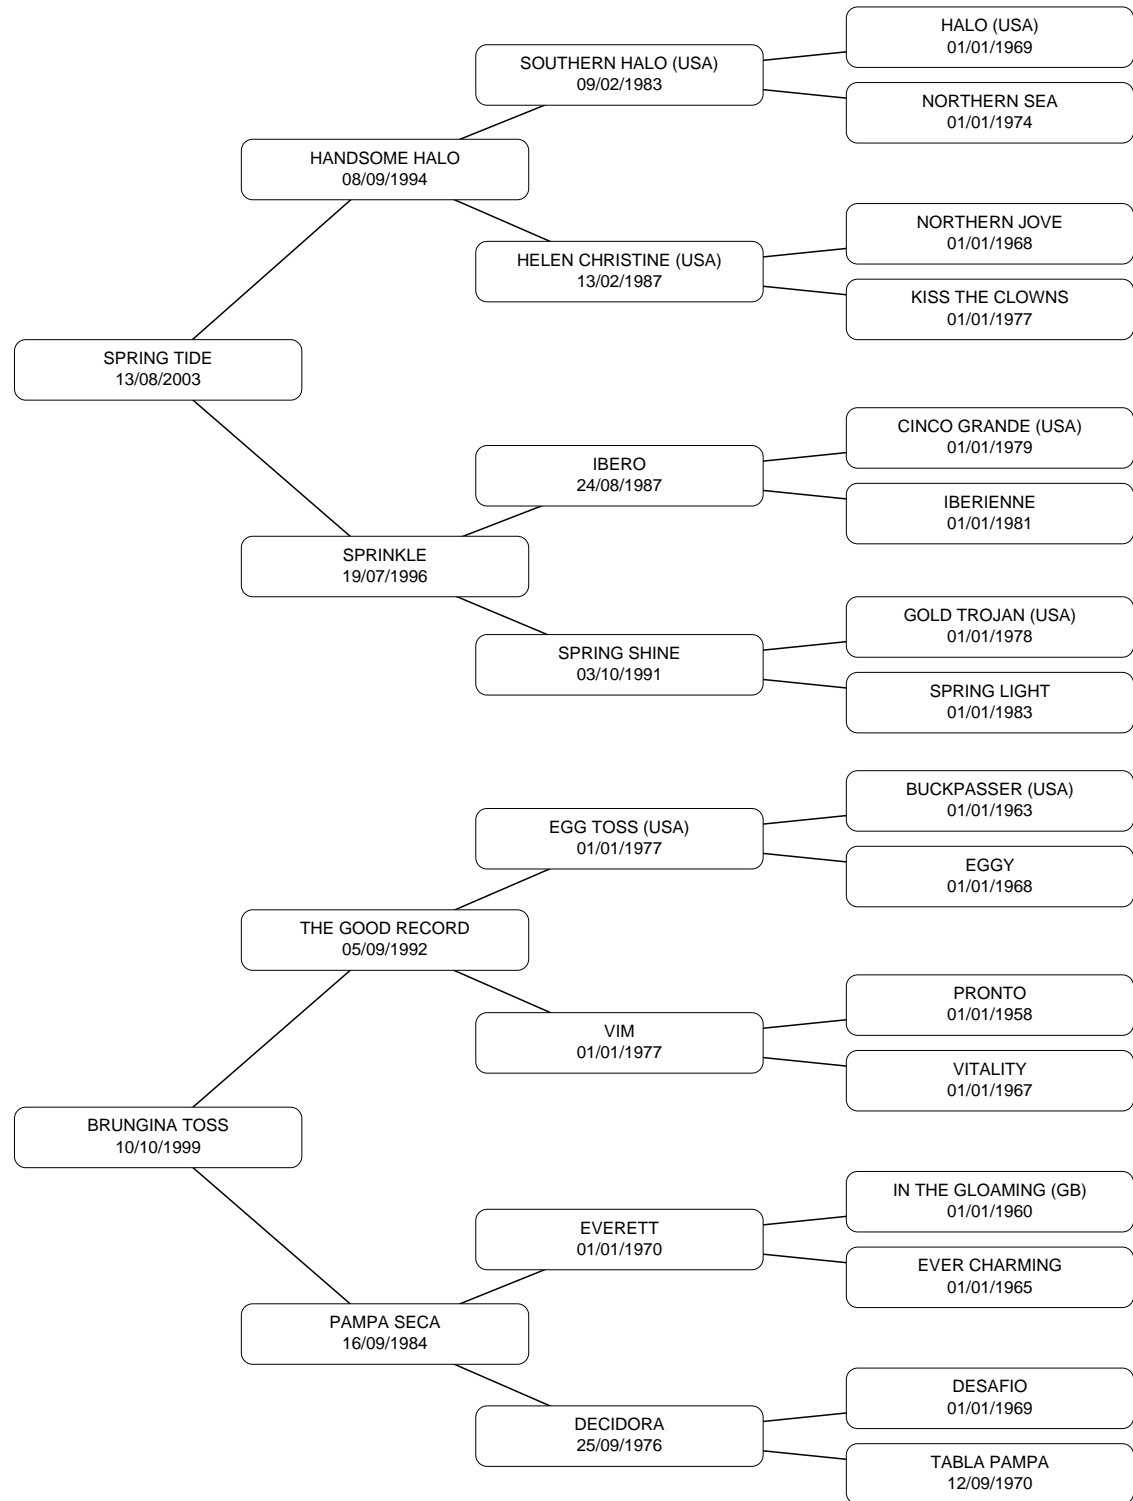 HALO (USA)
01/01/1969
SOUTHERN HALO (USA)
09/02/1983
NORTHERN SEA
01/01/1974
HANDSOME HALO
08/09/1994
NORTHERN JOVE
01/01/1968
HELEN CHRISTINE (USA)
13/02/1987
KISS THE CLOWNS
01/01/1977
SPRING TIDE
13/08/2003
CINCO GRANDE (USA)
01/01/1979
IBERO
24/08/1987
IBERIENNE
01/01/1981
SPRINKLE
19/07/1996
GOLD TROJAN (USA)
01/01/1978
SPRING SHINE
03/10/1991
SPRING LIGHT
01/01/1983
BUCKPASSER (USA)
01/01/1963
EGG TOSS (USA)
01/01/1977
EGGY
01/01/1968
THE GOOD RECORD
05/09/1992
PRONTO
01/01/1958
VIM
01/01/1977
VITALITY
01/01/1967
BRUNGINA TOSS
10/10/1999
IN THE GLOAMING (GB)
01/01/1960
EVERETT
01/01/1970
EVER CHARMING
01/01/1965
PAMPA SECA
16/09/1984
DESAFIO
01/01/1969
DECIDORA
25/09/1976
TABLA PAMPA
12/09/1970